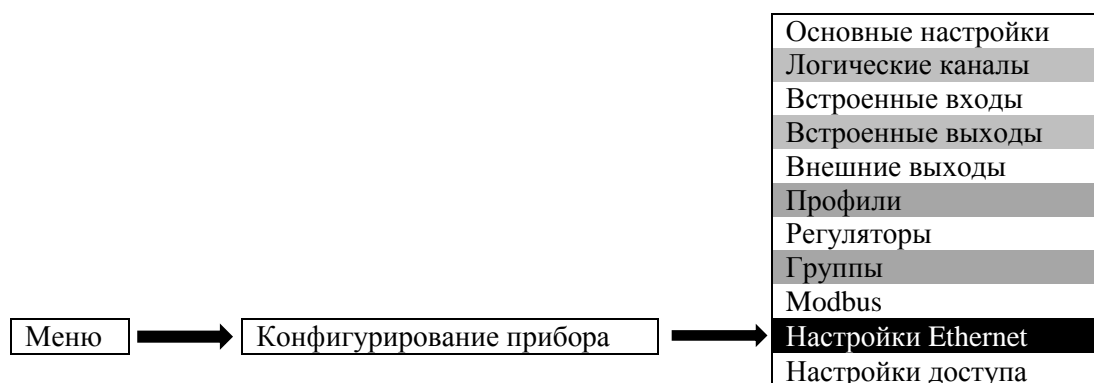 Основные настройки
Логические каналы
Встроенные входы
Встроенные выходы
Внешние выходы
Профили
Регуляторы
Группы
Modbus
Меню Конфигурирование прибора Настройки Ethernet
Настройки доступа